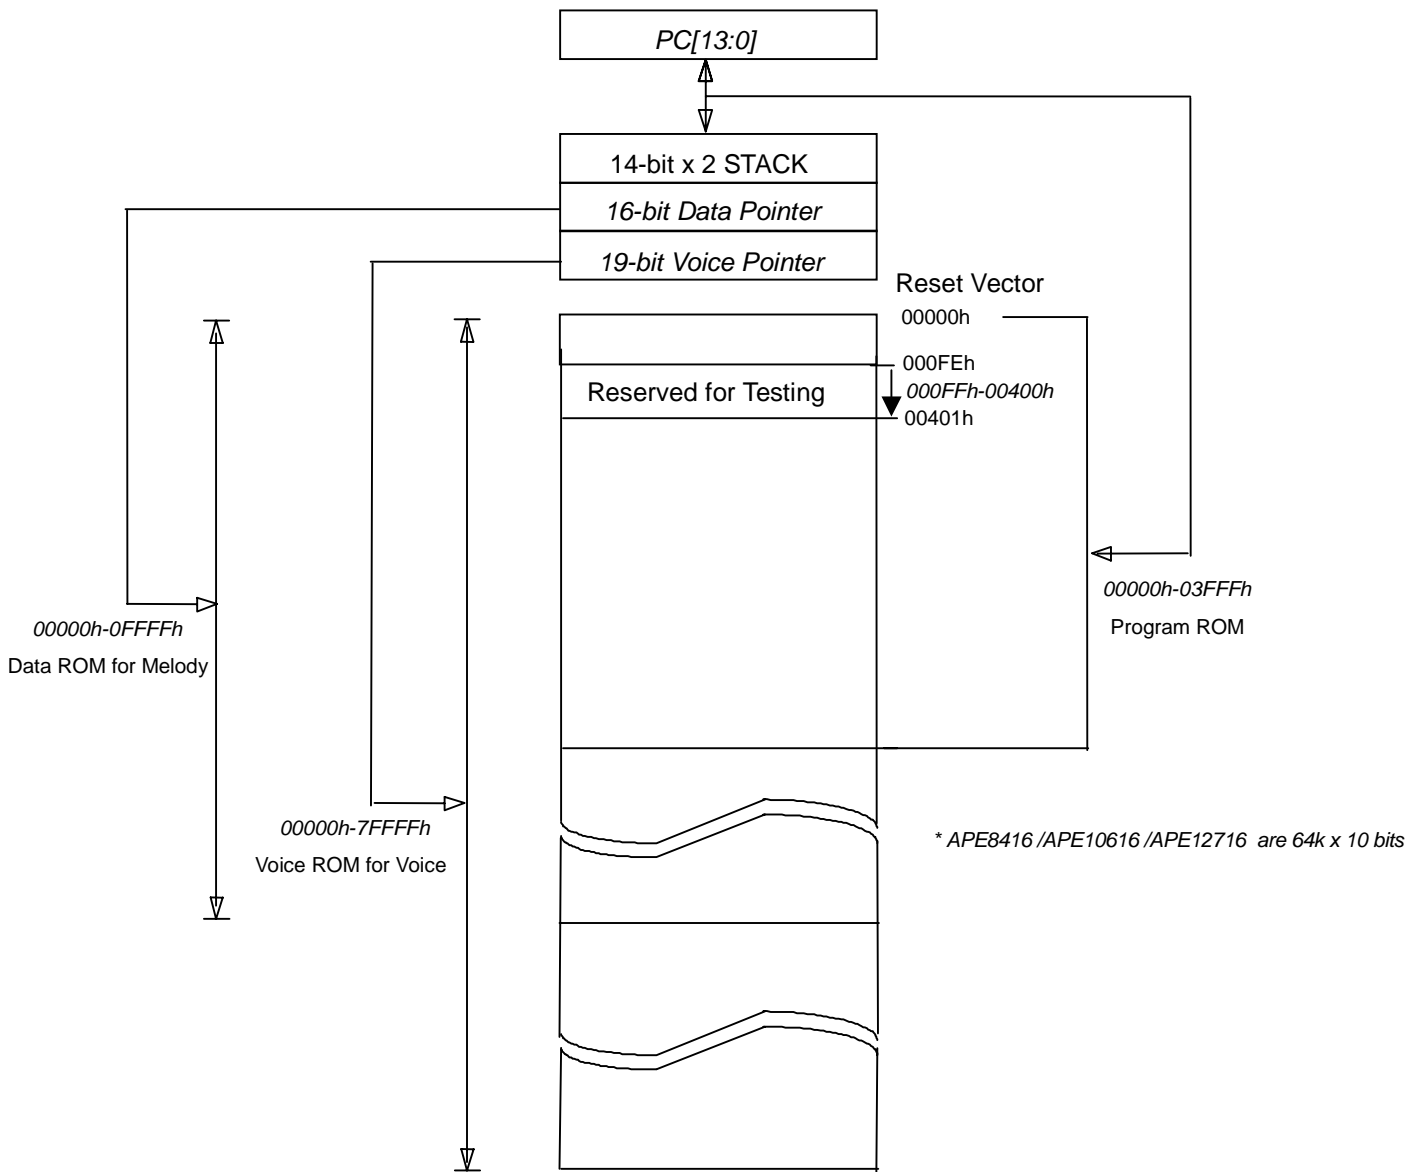 PC[13:0]
14-bit x 2 STACK
16-bit Data Pointer
19-bit Voice Pointer
Reset Vector
00000h
000FEh
Reserved for Testing
000FFh-00400h
00401h
00000h-03FFFh
Program ROM
00000h-0FFFFh
Data ROM for Melody
00000h-7FFFFh
Voice ROM for Voice
* APE8416 /APE10616 /APE12716 are 64k x 10 bits